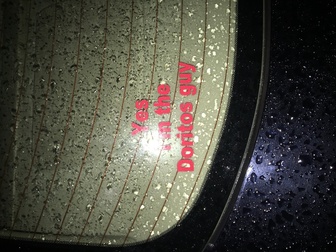 Yes
I'm the
Doritos guy